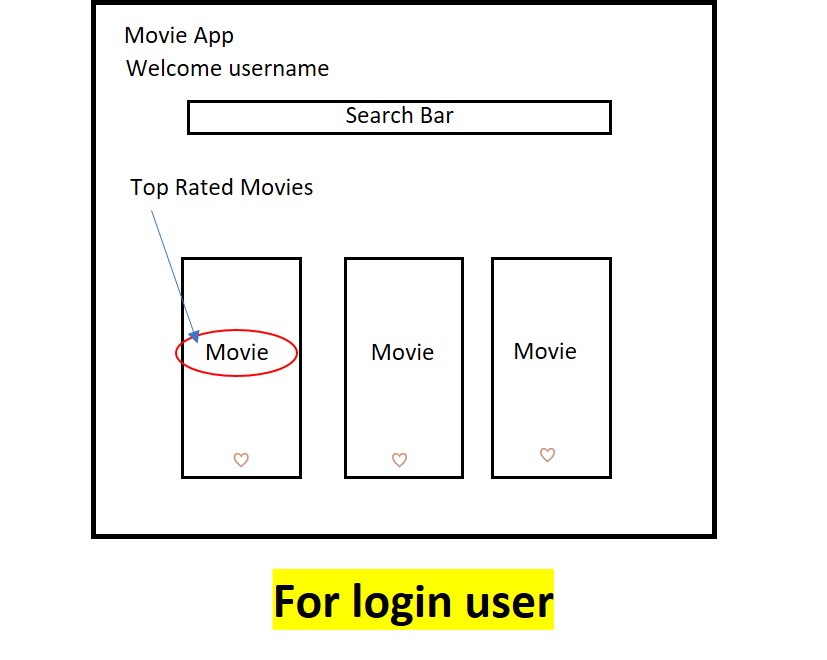 Movie App
Welcome username
Search Bar
Top Rated Movies
Movie
Movie
Movie
For login user